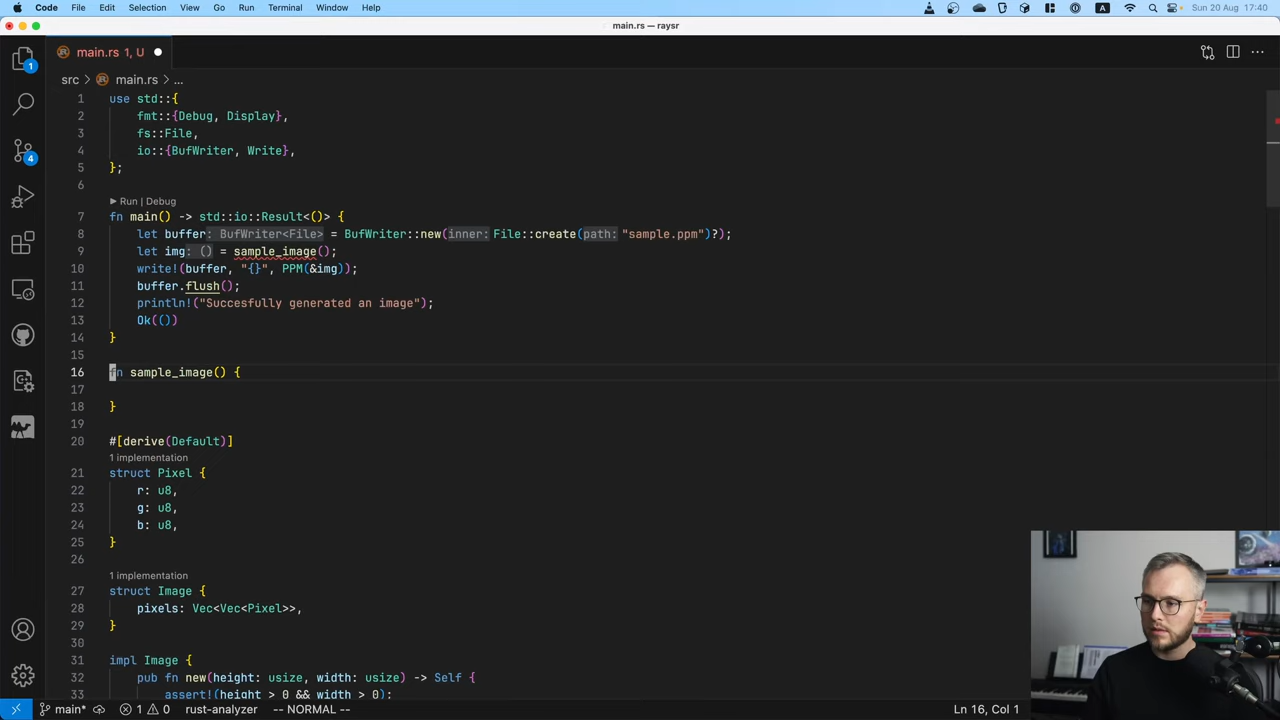 Code File Edit Selection View Go Run Terminal Window Help A Sun 20 Aug 17:40
main.rs — raysr
main.rs 1, U
src > main.rs > ...
1 use std::{
2 fmt::{Debug, Display},
3 fs::File,
4 io::{BufWriter, Write},
5 };
6
Run | Debug
7 fn main() -> std::io::Result<()> {
8 let buffer: BufWriter<File> = BufWriter::new(inner: File::create(path: "sample.ppm")?);
9 let img: () = sample_image();
10 write!(buffer, "{}", PPM(&img));
11 buffer.flush();
12 println!("Succesfully generated an image");
13 Ok(())
14 }
15
16 fn sample_image() {
17
18 }
19
20 #[derive(Default)]
1 implementation
21 struct Pixel {
22 r: u8,
23 g: u8,
24 b: u8,
25 }
26
1 implementation
27 struct Image {
28 pixels: Vec<Vec<Pixel>>,
29 }
30
31 impl Image {
32 pub fn new(height: usize, width: usize) -> Self {
33 assert!(height > 0 && width > 0);
1
4
main* 1 0 rust-analyzer -- NORMAL -- Ln 16, Col 1